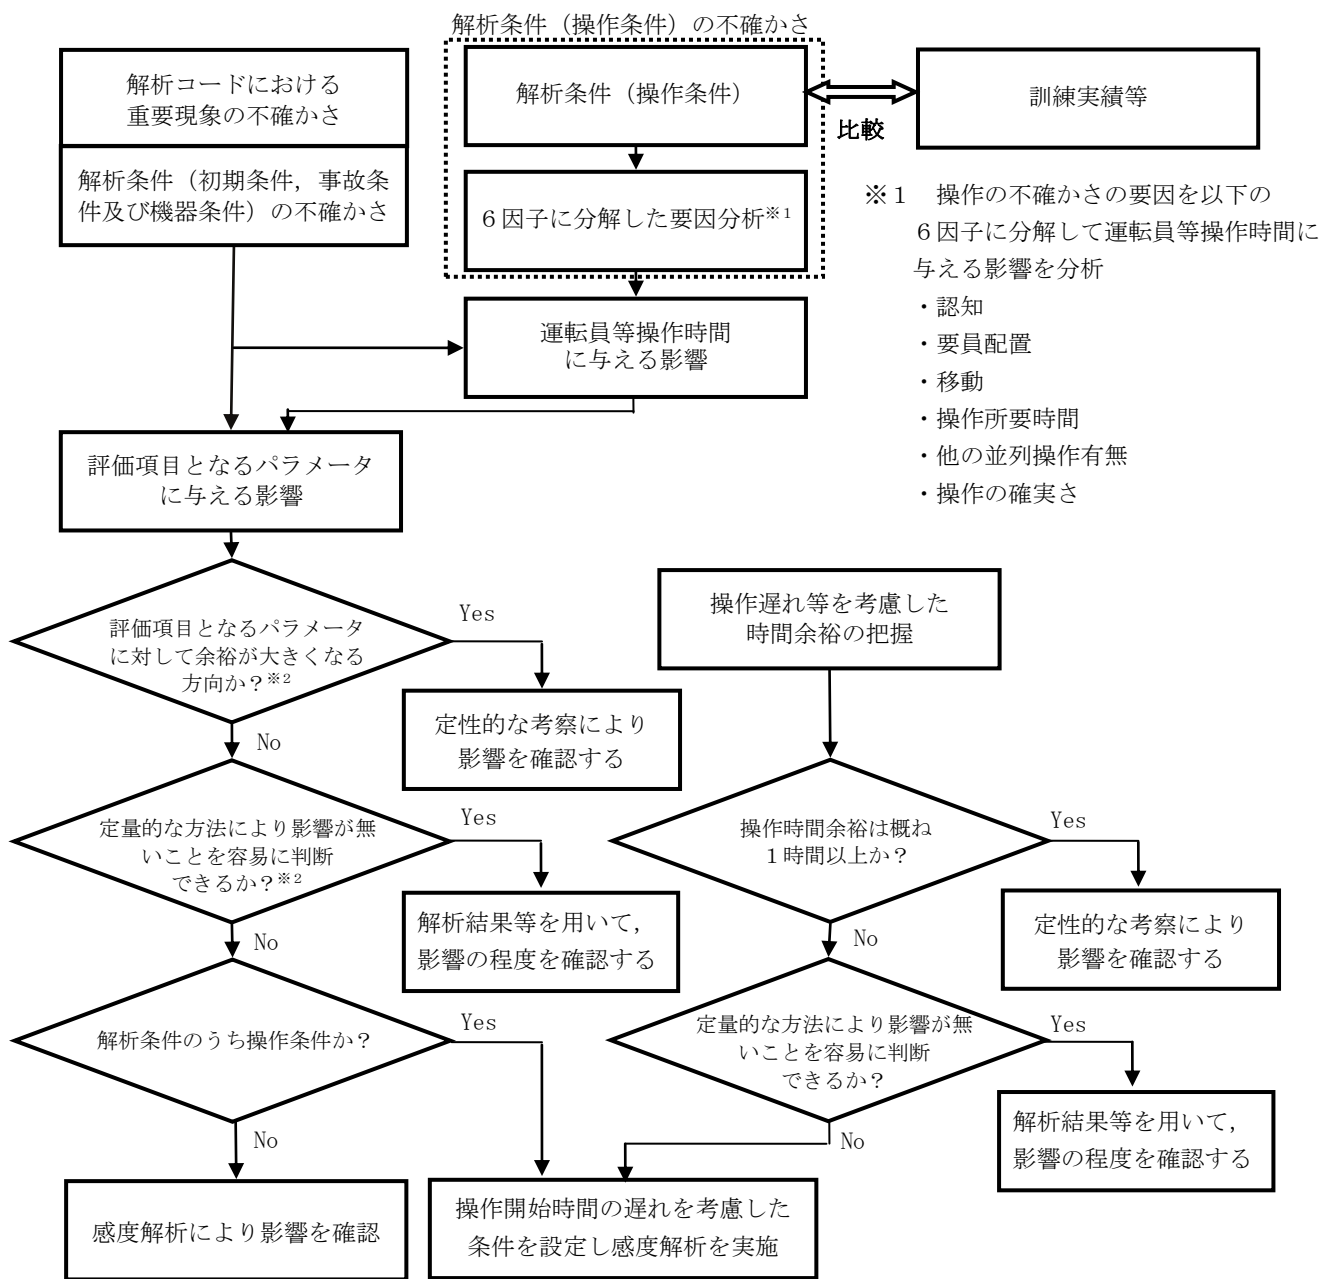 解析条件（操作条件）の不確かさ
解析コードにおける
重要現象の不確かさ
解析条件（初期条件，事故条
件及び機器条件）の不確かさ
解析条件（操作条件）
比較
訓練実績等
６因子に分解した要因分析※１
※１　操作の不確かさの要因を以下の
６因子に分解して運転員等操作時間に
与える影響を分析
・認知
・要員配置
・移動
・操作所要時間
・他の並列操作有無
・操作の確実さ
運転員等操作時間
に与える影響
評価項目となるパラメータ
に与える影響
評価項目となるパラメータ
に対して余裕が大きくなる
方向か？※２
Yes
定性的な考察により
影響を確認する
No
定量的な方法により影響が無
いことを容易に判断
できるか？※２
Yes
解析結果等を用いて，
影響の程度を確認する
No
解析条件のうち操作条件か？
Yes
No
感度解析により影響を確認
操作遅れ等を考慮した
時間余裕の把握
操作時間余裕は概ね
１時間以上か？
Yes
定性的な考察により
影響を確認する
No
定量的な方法により影響が無
いことを容易に判断
できるか？
Yes
解析結果等を用いて，
影響の程度を確認する
No
操作開始時間の遅れを考慮した
条件を設定し感度解析を実施